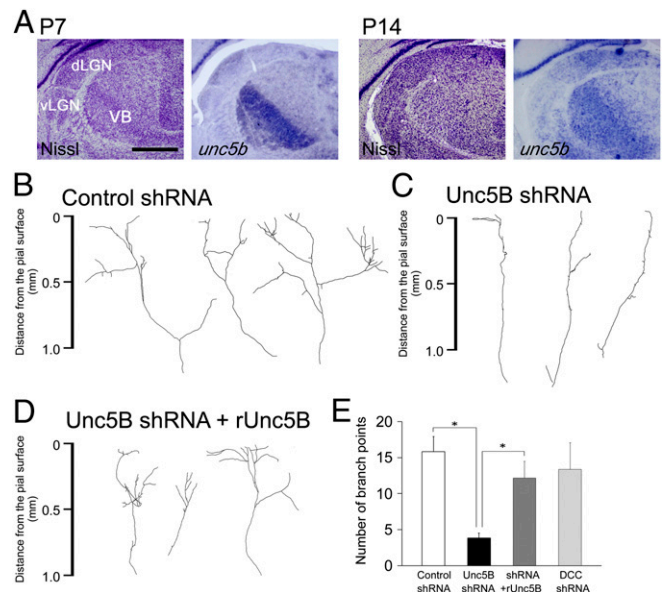 A P7 P14
dLGN
vLGN
VB
Nissl
unc5b
Nissl
unc5b
B Control shRNA
Distance from the pial surface
(mm)
0
0.5
1.0
C Unc5B shRNA
Distance from the pial surface
(mm)
0
0.5
1.0
D Unc5B shRNA + rUnc5B
Distance from the pial surface
(mm)
0
0.5
1.0
E
Number of branch points
20
15
10
5
0
* *
Control shRNA
Unc5B shRNA
shRNA +rUnc5B
DCC shRNA